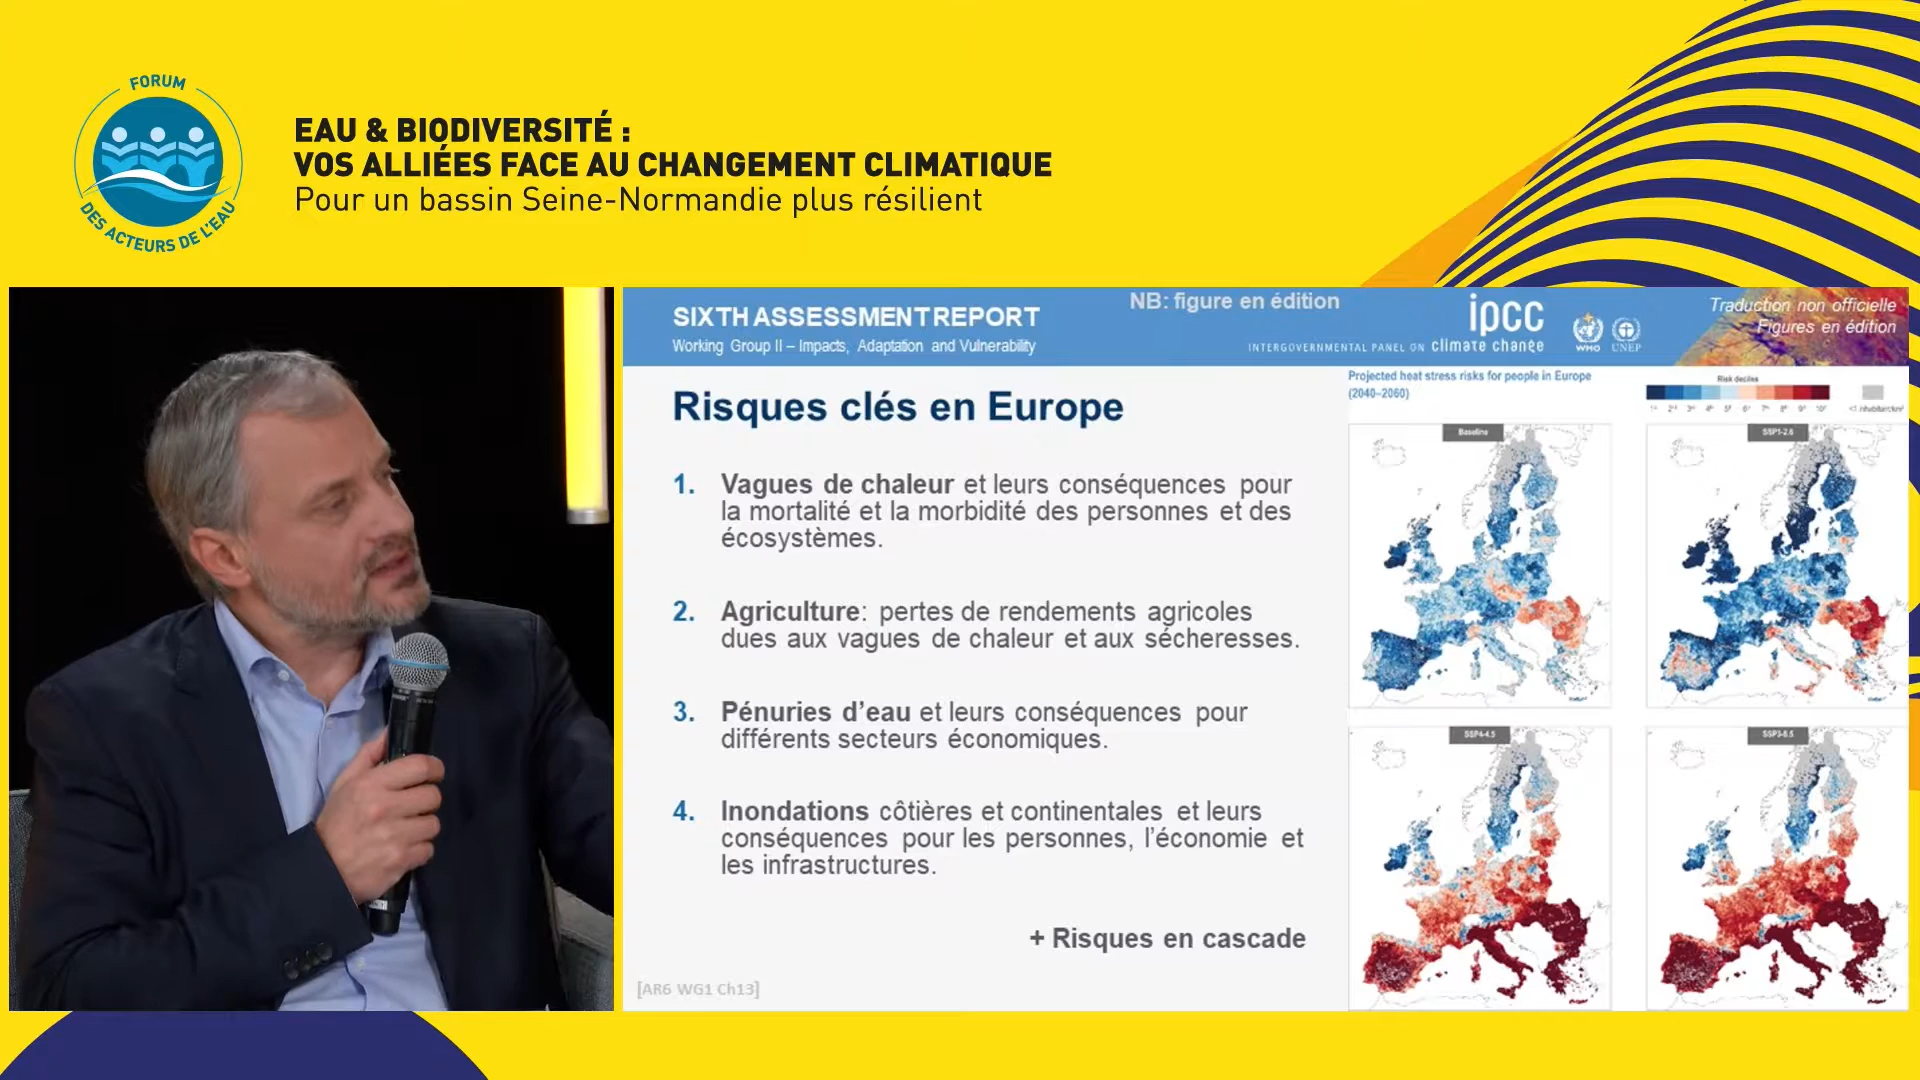 FORUM
DES ACTEURS DE L'EAU
EAU & BIODIVERSITÉ :
VOS ALLIÉES FACE AU CHANGEMENT CLIMATIQUE
Pour un bassin Seine-Normandie plus résilient
SIXTH ASSESSMENT REPORT
Working Group II – Impacts, Adaptation and Vulnerability
NB: figure en édition
ipcc
INTERGOVERNMENTAL PANEL ON climate change
WMO UNEP
Traduction non officielle
Figures en édition
Risques clés en Europe
1. Vagues de chaleur et leurs conséquences pour
la mortalité et la morbidité des personnes et des
écosystèmes.
2. Agriculture: pertes de rendements agricoles
dues aux vagues de chaleur et aux sécheresses.
3. Pénuries d'eau et leurs conséquences pour
différents secteurs économiques.
4. Inondations côtières et continentales et leurs
conséquences pour les personnes, l'économie et
les infrastructures.
+ Risques en cascade
[AR6 WG1 Ch13]
Projected heat stress risks for people in Europe
(2040–2060)
Risk deciles
Baseline
SSP1-2.6
SSP4-4.5